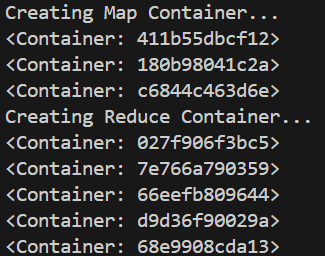 Creating Map Container...
<Container: 411b55dbcf12>
<Container: 180b98041c2a>
<Container: c6844c463d6e>
Creating Reduce Container...
<Container: 027f906f3bc5>
<Container: 7e766a790359>
<Container: 66eefb809644>
<Container: d9d36f90029a>
<Container: 68e9908cda13>